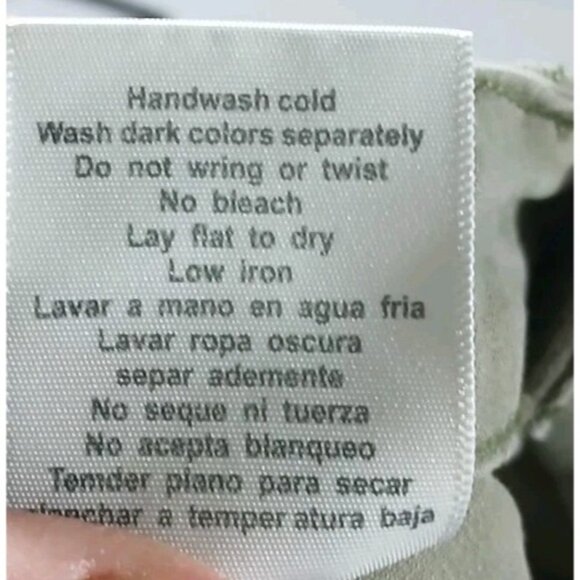 Handwash cold
Wash dark colors separately
Do not wring or twist
No bleach
Lay flat to dry
Low iron
Lavar a mano en agua fria
Lavar ropa oscura
separ ademente
No seque ni tuerza
No acepta blanqueo
Temder plano para secar
a temper atura baja